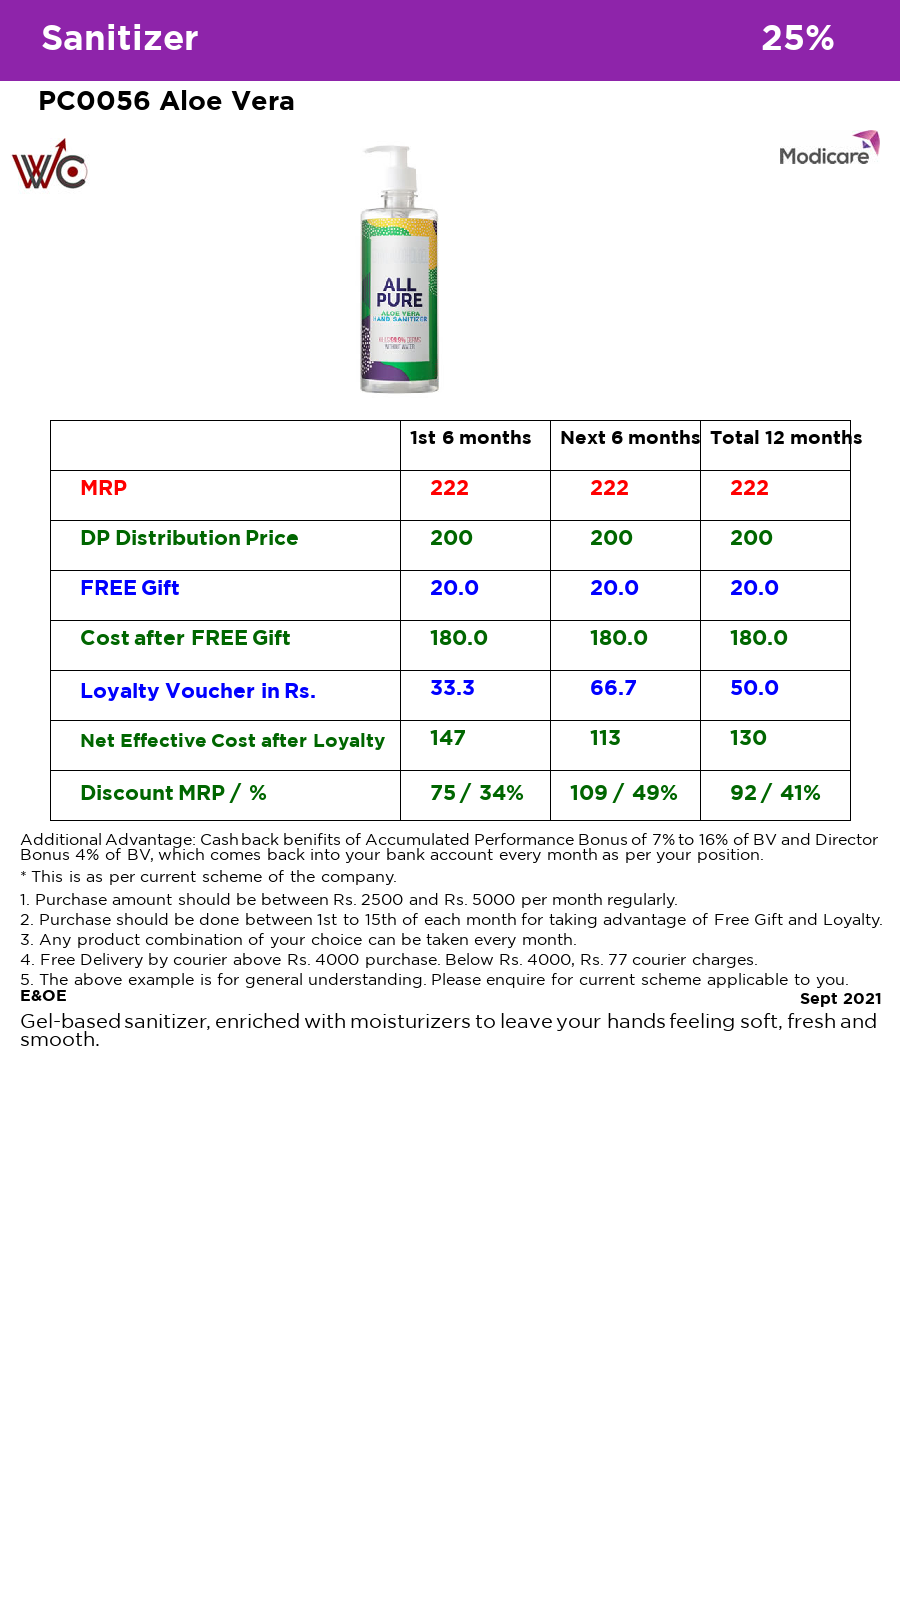 Sanitizer 25%
PC0056 Aloe Vera
WC
Modicare
ALL
PURE
ALOE VERA
HAND SANITIZER
1st 6 months Next 6 months Total 12 months
MRP 222 222 222
DP Distribution Price 200 200 200
FREE Gift 20.0 20.0 20.0
Cost after FREE Gift 180.0 180.0 180.0
Loyalty Voucher in Rs. 33.3 66.7 50.0
Net Effective Cost after Loyalty 147 113 130
Discount MRP / % 75 / 34% 109 / 49% 92 / 41%
Additional Advantage: Cashback benifits of Accumulated Performance Bonus of 7% to 16% of BV and Director
Bonus 4% of BV, which comes back into your bank account every month as per your position.
* This is as per current scheme of the company.
1. Purchase amount should be between Rs. 2500 and Rs. 5000 per month regularly.
2. Purchase should be done between 1st to 15th of each month for taking advantage of Free Gift and Loyalty.
3. Any product combination of your choice can be taken every month.
4. Free Delivery by courier above Rs. 4000 purchase. Below Rs. 4000, Rs. 77 courier charges.
5. The above example is for general understanding. Please enquire for current scheme applicable to you.
E&OE
Sept 2021
Gel-based sanitizer, enriched with moisturizers to leave your hands feeling soft, fresh and
smooth.